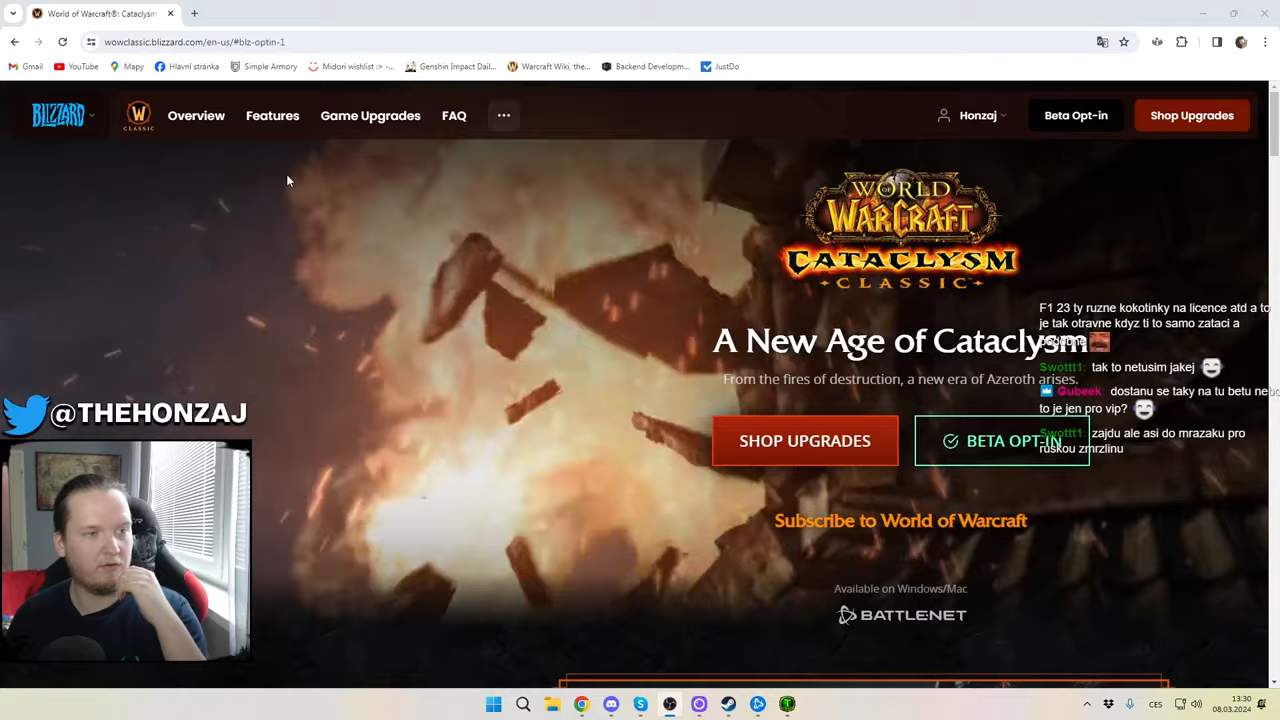 World of Warcraft®: Cataclysm
wowclassic.blizzard.com/en-us/#blz-optin-1
Gmail
YouTube
Mapy
Hlavní stránka
Simple Armory
Midori wishlist :> -...
Genshin Impact Dail...
Warcraft Wiki, the...
Backend Developm...
JustDo
BLIZZARD
W
CLASSIC
Overview
Features
Game Upgrades
FAQ
Honzaj
Beta Opt-in
Shop Upgrades
WORLD
OF
WARCRAFT
CATACLYSM
CLASSIC
A New Age of Cataclysm
From the fires of destruction, a new era of Azeroth arises.
SHOP UPGRADES
BETA OPT-IN
Subscribe to World of Warcraft
Available on Windows/Mac
BATTLE.NET
F1 23 ty ruzne kokotinky na licence atd a to
je tak otravne kdyz ti to samo zataci a
podobne
Swottt1: tak to netusim jakej
Gubeek dostanu se taky na tu betu nebo
to je jen pro vip?
Swottt1: zajdu ale asi do mrazaku pro
ruskou zmrzlinu
@THEHONZAJ
CES
13:30
08.03.2024